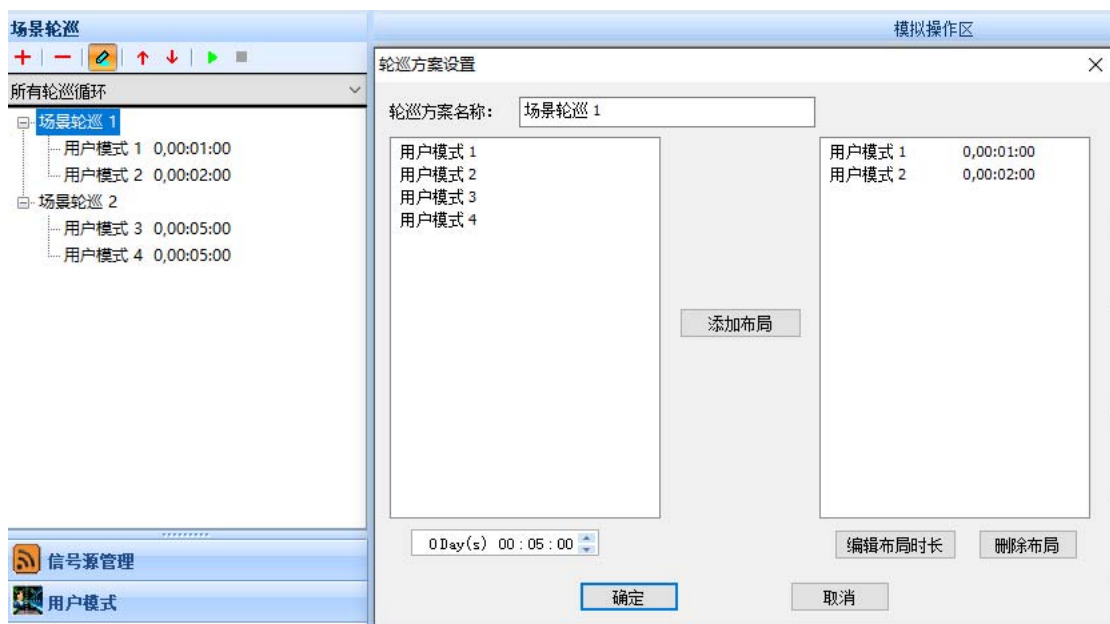 场景轮巡
所有轮巡循环
场景轮巡 1
用户模式 1 0,00:01:00
用户模式 2 0,00:02:00
场景轮巡 2
用户模式 3 0,00:05:00
用户模式 4 0,00:05:00
信号源管理
用户模式
模拟操作区
轮巡方案设置
轮巡方案名称: 场景轮巡 1
用户模式 1
用户模式 2
用户模式 3
用户模式 4
0 Day(s) 00:05:00
添加布局
用户模式 1 0,00:01:00
用户模式 2 0,00:02:00
编辑布局时长 删除布局
确定 取消